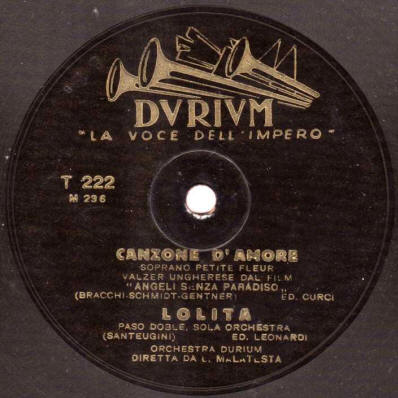 DVRIVM
"LA VOCE DELL'IMPERO"
T 222
M 236
CANZONE D'AMORE
SOPRANO PETITE FLEUR
VALZER UNGHERESE DAL FILM
"ANGELI SENZA PARADISO"
(BRACCHI-SCHMIDT-GENTNER) ED. CURCI
LOLITA
PASO DOBLE, SOLA ORCHESTRA
(SANTEUGINI) ED. LEONARDI
ORCHESTRA DURIUM
DIRETTA DA L. MALATESTA